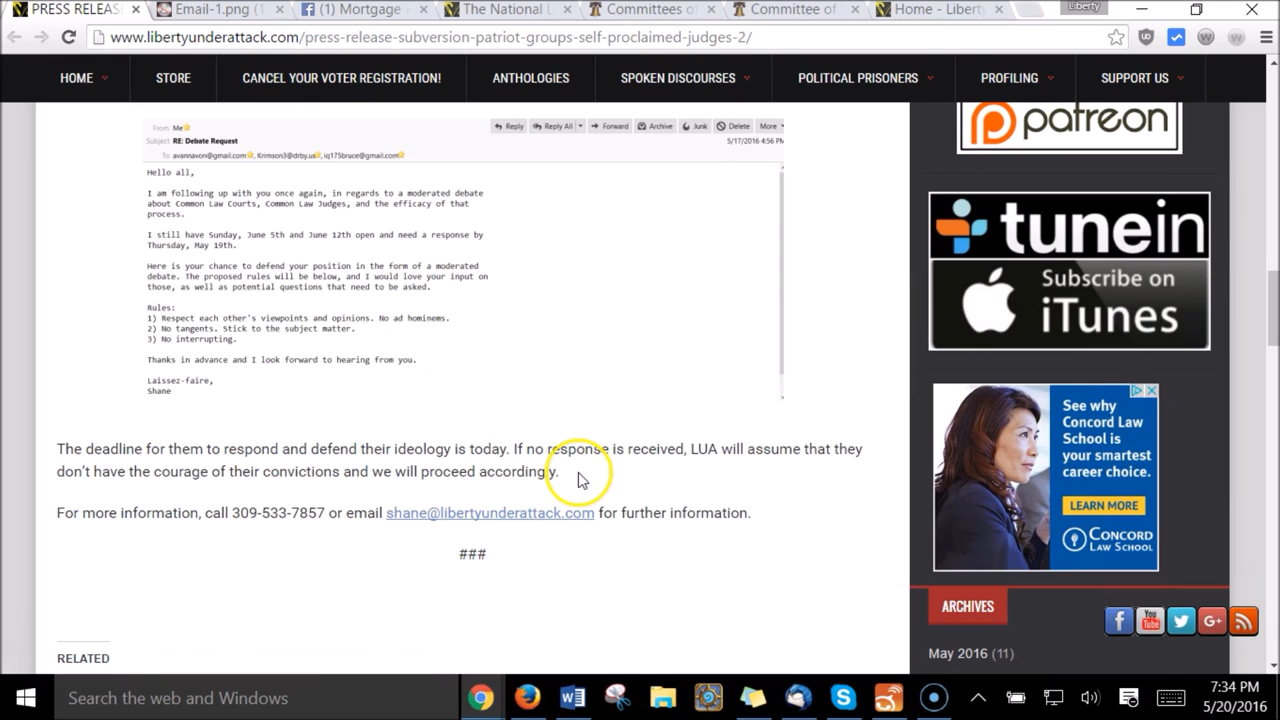 PRESS RELEAS
Email-1.png (
(1) Mortgage
The National L
Committees of
Committee of
Home - Libert
Liberty
www.libertyunderattack.com/press-release-subversion-patriot-groups-self-proclaimed-judges-2/
HOME STORE CANCEL YOUR VOTER REGISTRATION! ANTHOLOGIES SPOKEN DISCOURSES POLITICAL PRISONERS PROFILING SUPPORT US
From Me
Reply Reply All Forward Archive Junk Delete More
Subject RE: Debate Request 5/17/2016 4:56 PM
To avannavon@gmail.com, Krimson3@drby.us, iq175bruce@gmail.com
Hello all,
I am following up with you once again, in regards to a moderated debate
about Common Law Courts, Common Law Judges, and the efficacy of that
process.
I still have Sunday, June 5th and June 12th open and need a response by
Thursday, May 19th.
Here is your chance to defend your position in the form of a moderated
debate. The proposed rules will be below, and I would love your input on
those, as well as potential questions that need to be asked.
Rules:
1) Respect each other's viewpoints and opinions. No ad hominems.
2) No tangents. Stick to the subject matter.
3) No interrupting.
Thanks in advance and I look forward to hearing from you.
Laissez-faire,
Shane
The deadline for them to respond and defend their ideology is today. If no response is received, LUA will assume that they
don't have the courage of their convictions and we will proceed accordingly.
For more information, call 309-533-7857 or email shane@libertyunderattack.com for further information.
###
RELATED
patreon
tunein
Subscribe on
iTunes
See why
Concord Law
School is
your smartest
career choice.
LEARN MORE
CONCORD
LAW SCHOOL
ARCHIVES
May 2016 (11)
Search the web and Windows
7:34 PM
5/20/2016